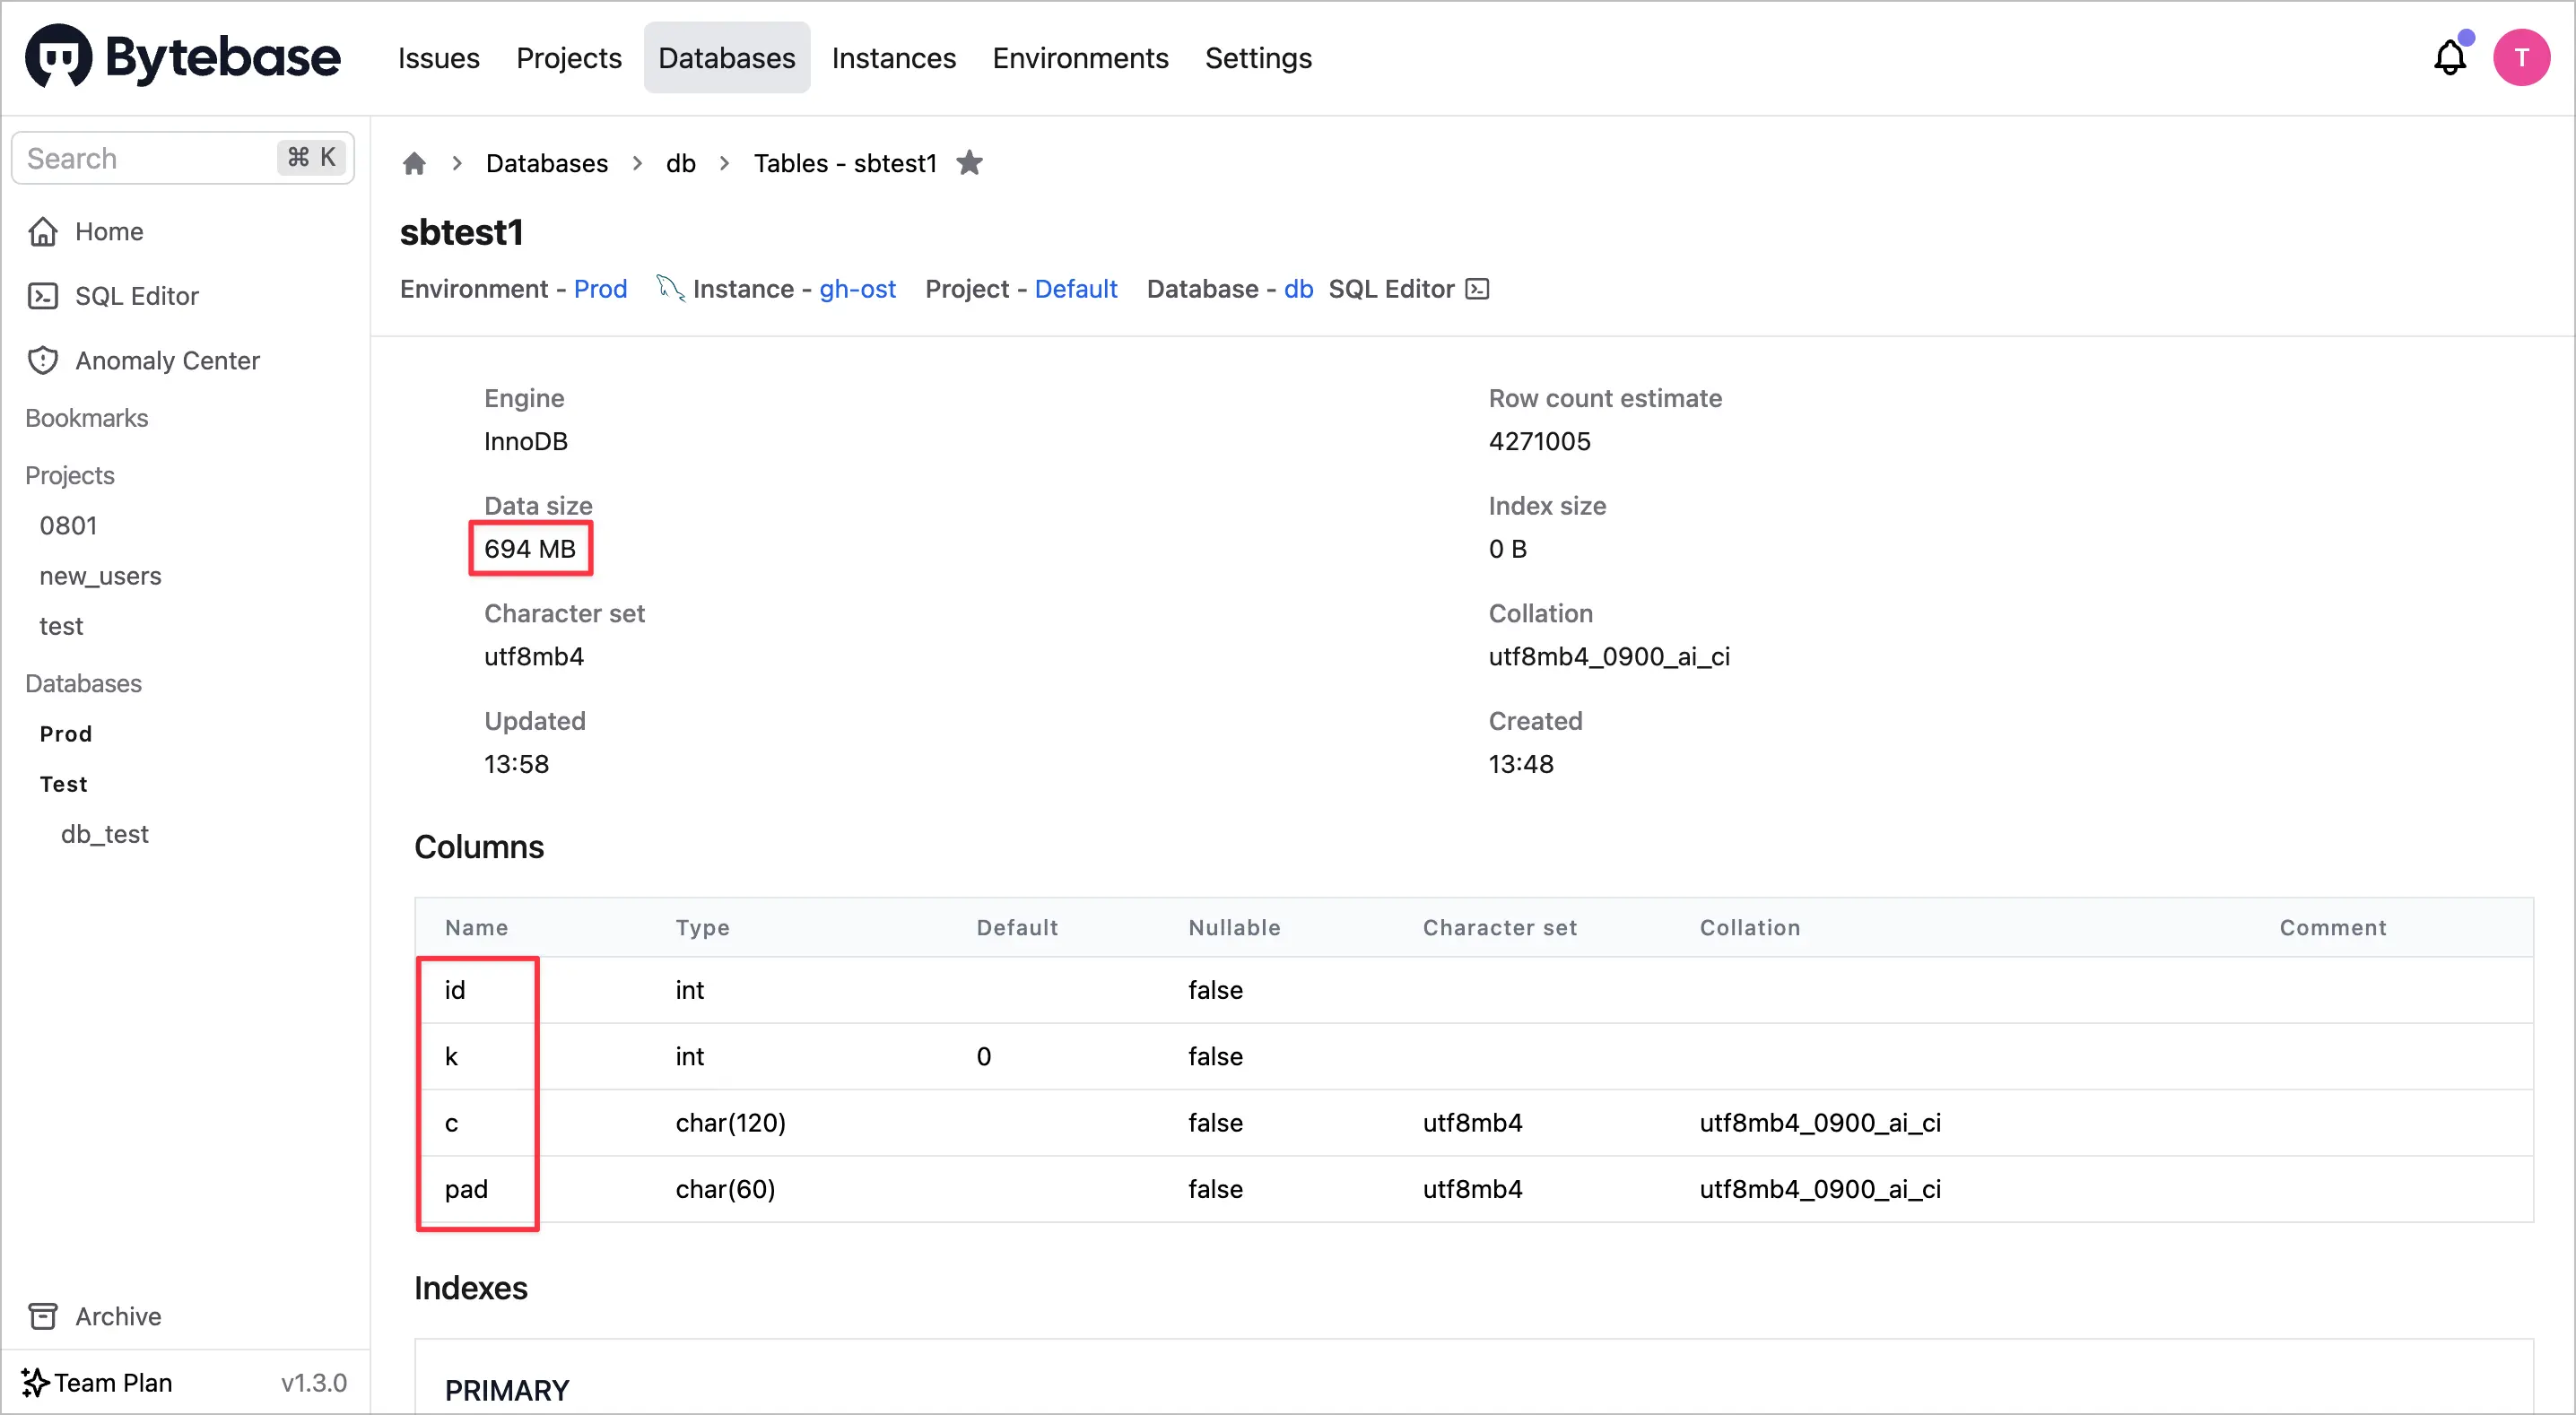 Bytebase Issues Projects Databases Instances Environments Settings T
Search ⌘ K
Home
SQL Editor
Anomaly Center
Bookmarks
Projects
0801
new_users
test
Databases
Prod
Test
db_test
Archive
Team Plan v1.3.0
Databases > db > Tables - sbtest1
sbtest1
Environment - Prod Instance - gh-ost Project - Default Database - db SQL Editor
Engine
InnoDB
Row count estimate
4271005
Data size
694 MB
Index size
0 B
Character set
utf8mb4
Collation
utf8mb4_0900_ai_ci
Updated
13:58
Created
13:48
Columns
Name Type Default Nullable Character set Collation Comment
id int false
k int 0 false
c char(120) false utf8mb4 utf8mb4_0900_ai_ci
pad char(60) false utf8mb4 utf8mb4_0900_ai_ci
Indexes
PRIMARY